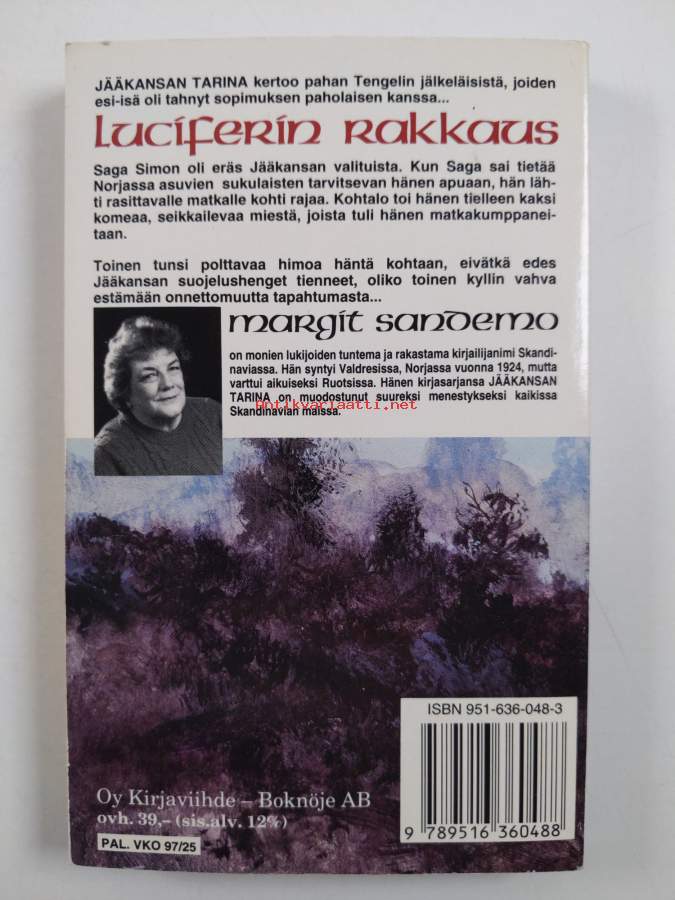 JÄÄKANSAN TARINA kertoo pahan Tengelin jälkeläisistä, joiden
esi-isä oli tahnyt sopimuksen paholaisen kanssa...
Luciferin Rakkaus
Saga Simon oli eräs Jääkansan valituista. Kun Saga sai tietää
Norjassa asuvien sukulaisten tarvitsevan hänen apuaan, hän läh-
ti rasittavalle matkalle kohti rajaa. Kohtalo toi hänen tielleen kaksi
komeaa, seikkailevaa miestä, joista tuli hänen matkakumppanei-
taan.
Toinen tunsi polttavaa himoa häntä kohtaan, eivätkä edes
Jääkansan suojelushenget tienneet, oliko toinen kyllin vahva
estämään onnettomuutta tapahtumasta...
margit sandemo
on monien lukijoiden tuntema ja rakastama kirjailijanimi Skandi-
naviassa. Hän syntyi Valdresissa, Norjassa vuonna 1924, mutta
varttui aikuiseksi Ruotsissa. Hänen kirjasarjansa JÄÄKANSAN
TARINA on muodostunut suureksi menestykseksi kaikissa
Skandinavian maissa.
Antikvariaatti.net
ISBN 951-636-048-3
9 789516 360488
Oy Kirjaviihde – Boknöje AB
ovh. 39,– (sis.alv. 12%)
PAL. VKO 97/25